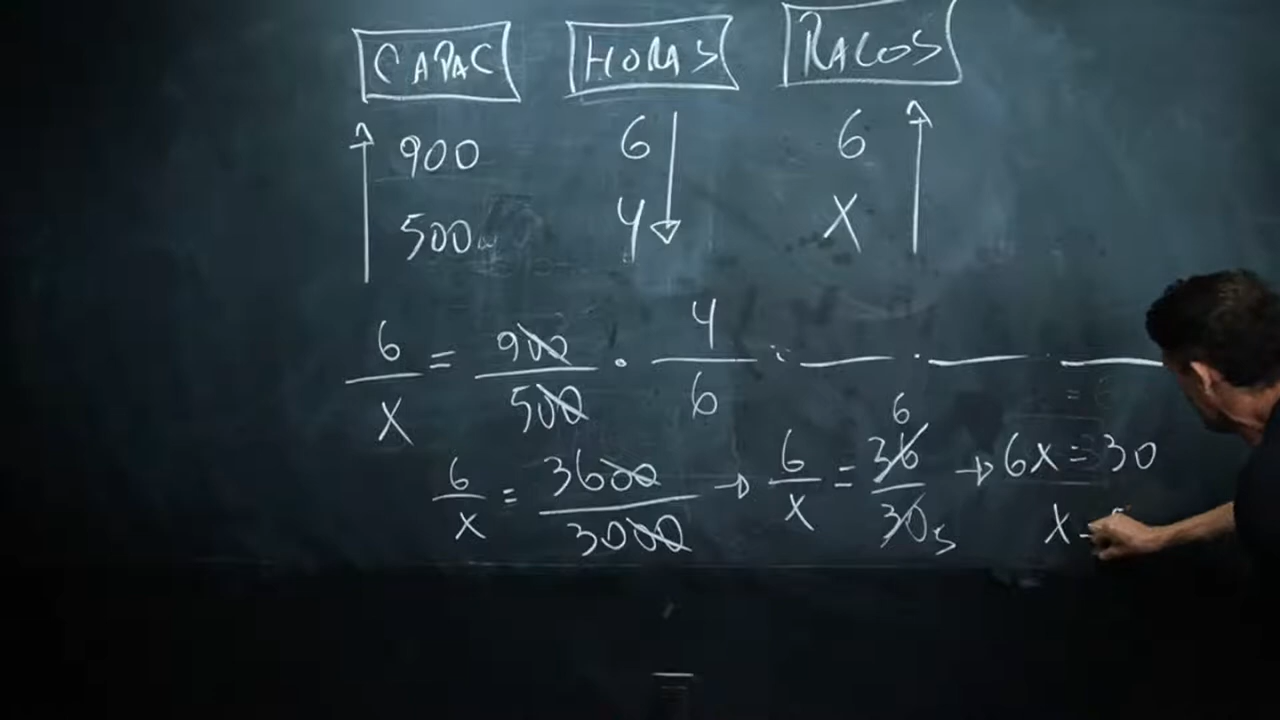 CAPAC HORAS RALOS
900 6 6
500 4 X
6/X = 900/500 · 4/6
6/X = 3600/3000 → 6/X = 36/30 6 5 → 6X = 30
X =